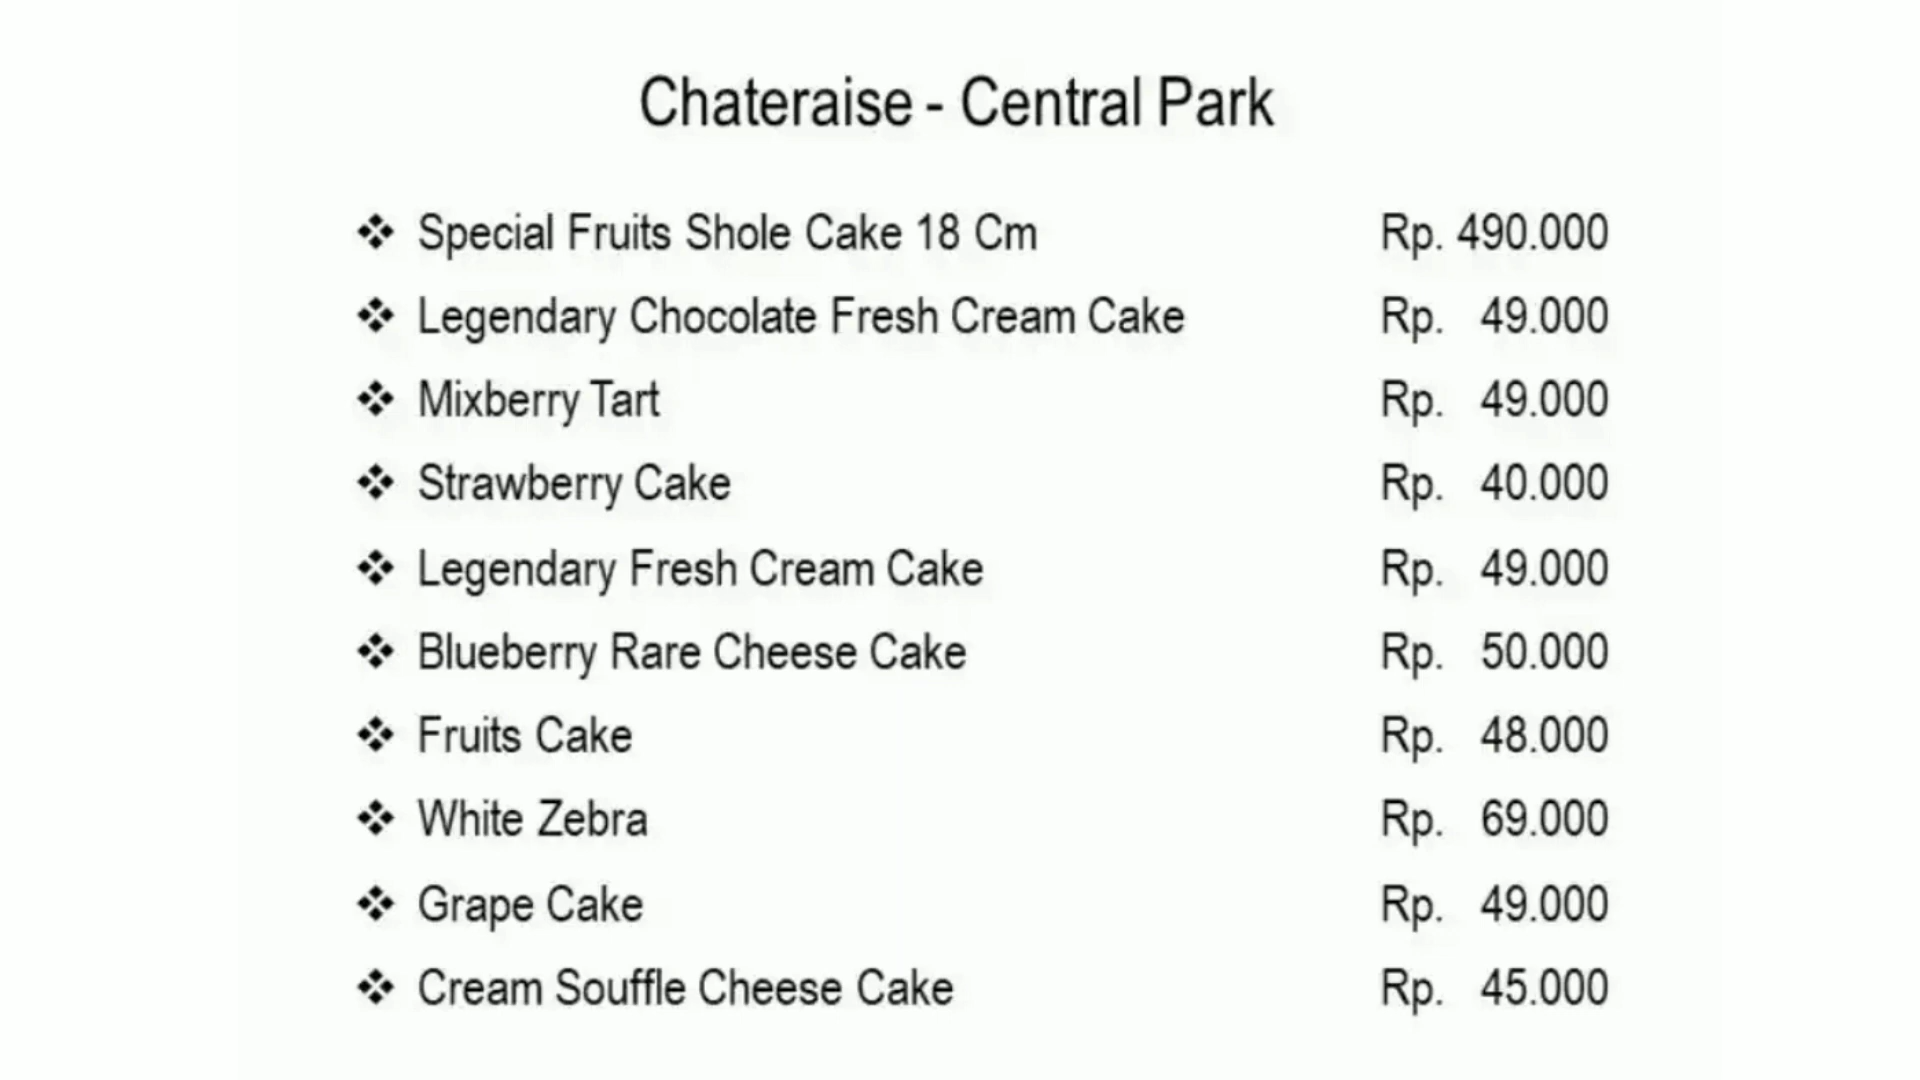 Chateraise - Central Park
❖ Special Fruits Shole Cake 18 Cm Rp. 490.000
❖ Legendary Chocolate Fresh Cream Cake Rp. 49.000
❖ Mixberry Tart Rp. 49.000
❖ Strawberry Cake Rp. 40.000
❖ Legendary Fresh Cream Cake Rp. 49.000
❖ Blueberry Rare Cheese Cake Rp. 50.000
❖ Fruits Cake Rp. 48.000
❖ White Zebra Rp. 69.000
❖ Grape Cake Rp. 49.000
❖ Cream Souffle Cheese Cake Rp. 45.000